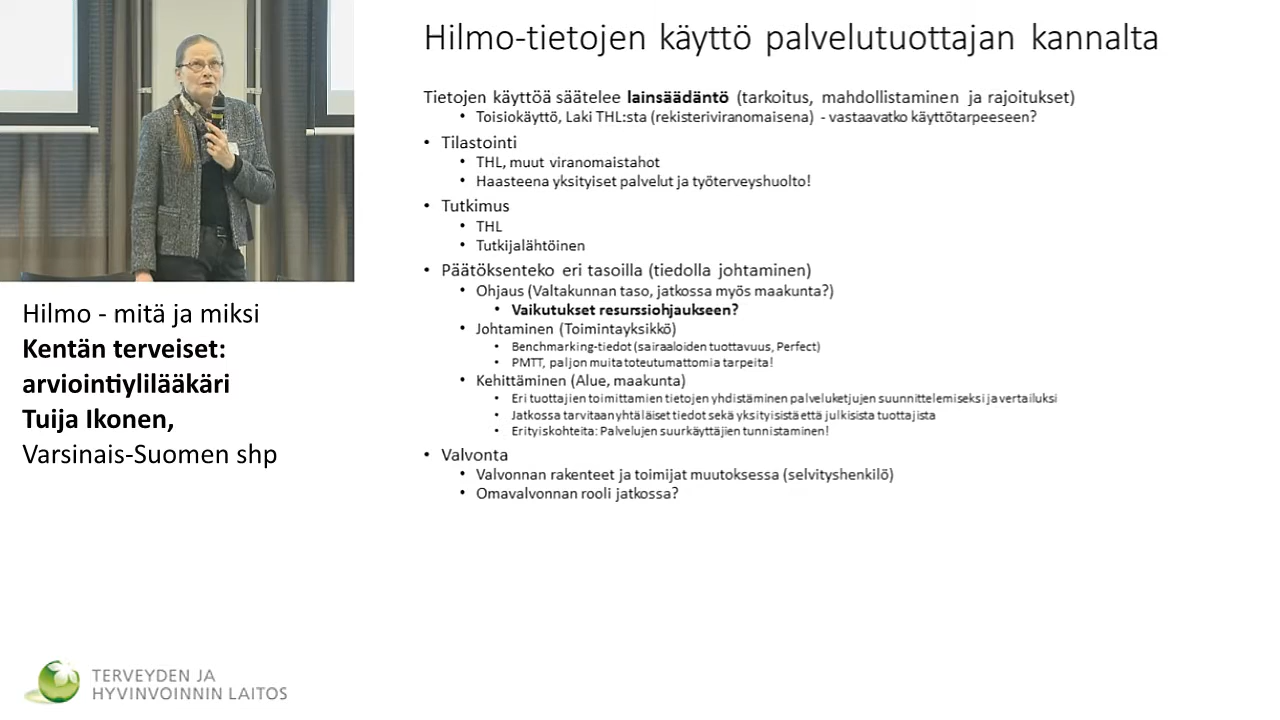 Hilmo-tietojen käyttö palvelutuottajan kannalta
Tietojen käyttöä säätelee lainsäädäntö (tarkoitus, mahdollistaminen ja rajoitukset)
• Toisiokäyttö, Laki THL:sta (rekisteriviranomaisena) - vastaavatko käyttötarpeeseen?
• Tilastointi
• THL, muut viranomaistahot
• Haasteena yksityiset palvelut ja työterveyshuolto!
• Tutkimus
• THL
• Tutkijalähtöinen
• Päätöksenteko eri tasoilla (tiedolla johtaminen)
• Ohjaus (Valtakunnan taso, jatkossa myös maakunta?)
• Vaikutukset resurssiohjaukseen?
• Johtaminen (Toimintayksikkö)
• Benchmarking-tiedot (sairaaloiden tuottavuus, Perfect)
• PMTT, paljon muita toteutumattomia tarpeita!
• Kehittäminen (Alue, maakunta)
• Eri tuottajien toimittamien tietojen yhdistäminen palveluketjujen suunnittelemiseksi ja vertailuksi
• Jatkossa tarvitaan yhtäläiset tiedot sekä yksityisistä että julkisista tuottajista
• Erityiskohteita: Palvelujen suurkäyttäjien tunnistaminen!
• Valvonta
• Valvonnan rakenteet ja toimijat muutoksessa (selvityshenkilö)
• Omavalvonnan rooli jatkossa?
Hilmo - mitä ja miksi
Kentän terveiset:
arviointiylilääkäri
Tuija Ikonen,
Varsinais-Suomen shp
TERVEYDEN JA
HYVINVOINNIN LAITOS